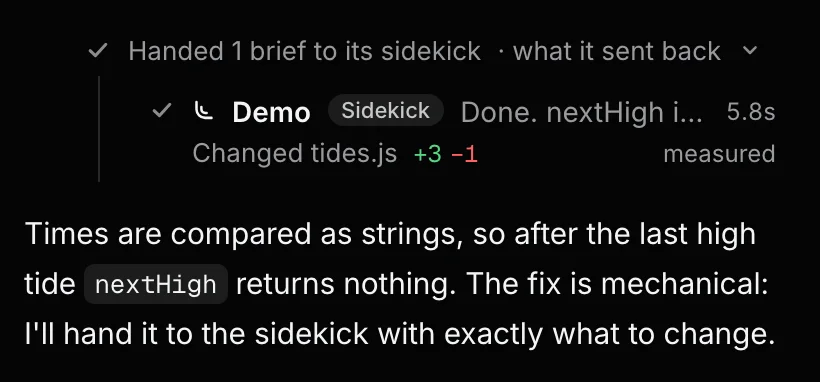 Handed 1 brief to its sidekick · what it sent back
Demo Sidekick Done. nextHigh i... 5.8s
Changed tides.js +3 −1 measured
Times are compared as strings, so after the last high
tide nextHigh returns nothing. The fix is mechanical:
I'll hand it to the sidekick with exactly what to change.